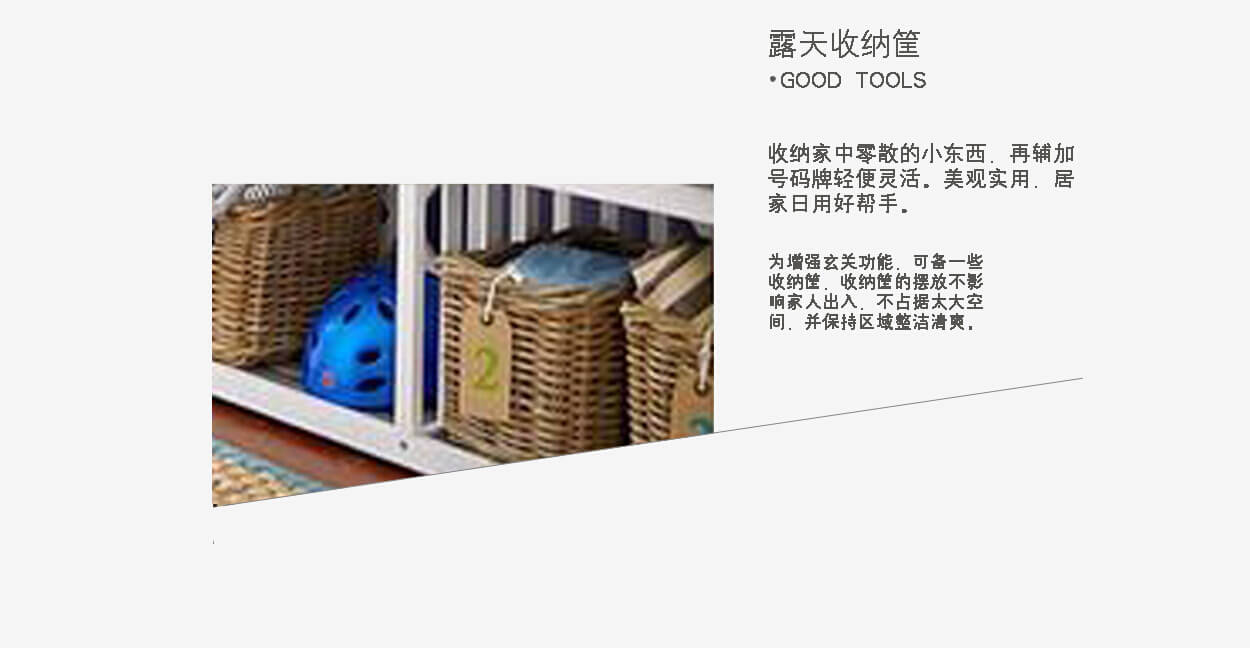 露天收纳筐
•GOOD TOOLS
收纳家中零散的小东西，再辅加
号码牌轻便灵活。美观实用，居
家日用好帮手。
为增强玄关功能，可备一些
收纳筐，收纳筐的摆放不影
响家人出入，不占据太大空
间，并保持区域整洁清爽。
2
2